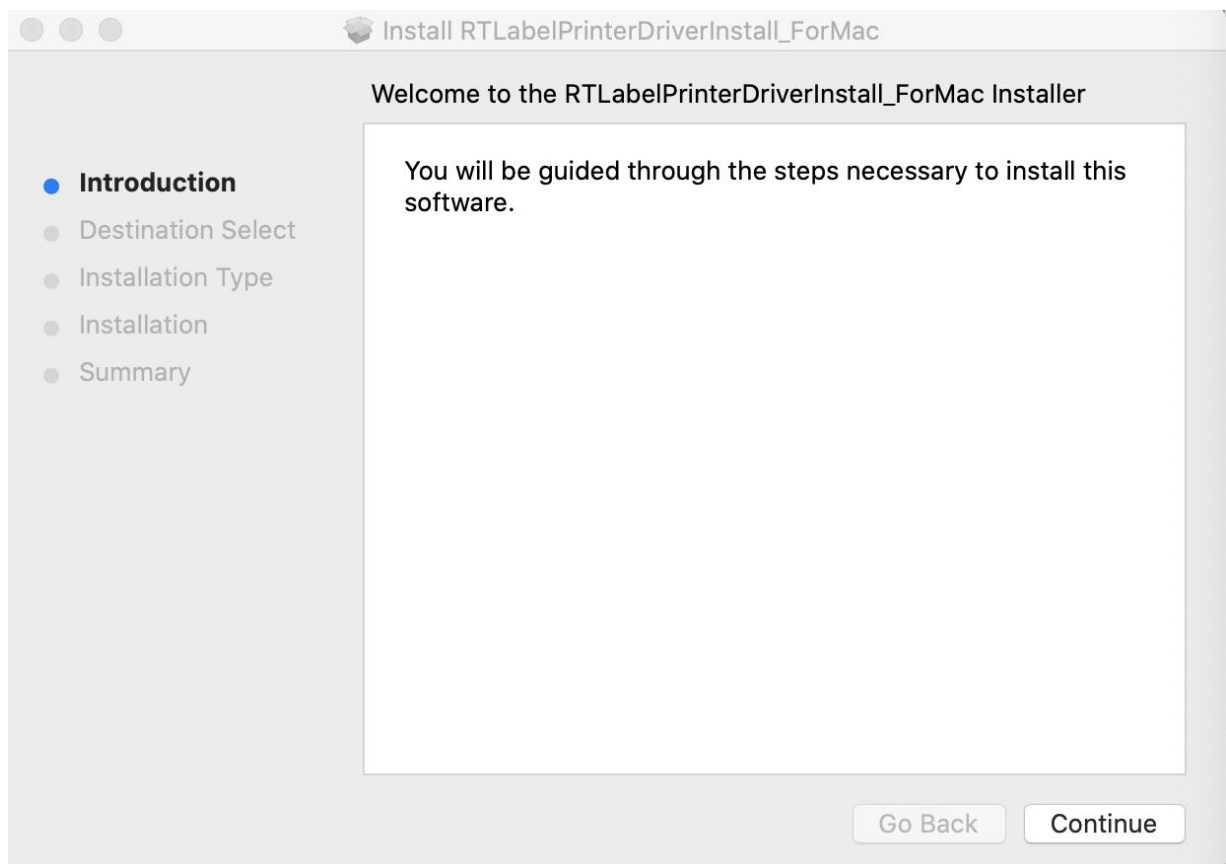 Install RTLabelPrinterDriverInstall_ForMac
Welcome to the RTLabelPrinterDriverInstall_ForMac Installer
Introduction
Destination Select
Installation Type
Installation
Summary
You will be guided through the steps necessary to install this
software.
Go Back
Continue